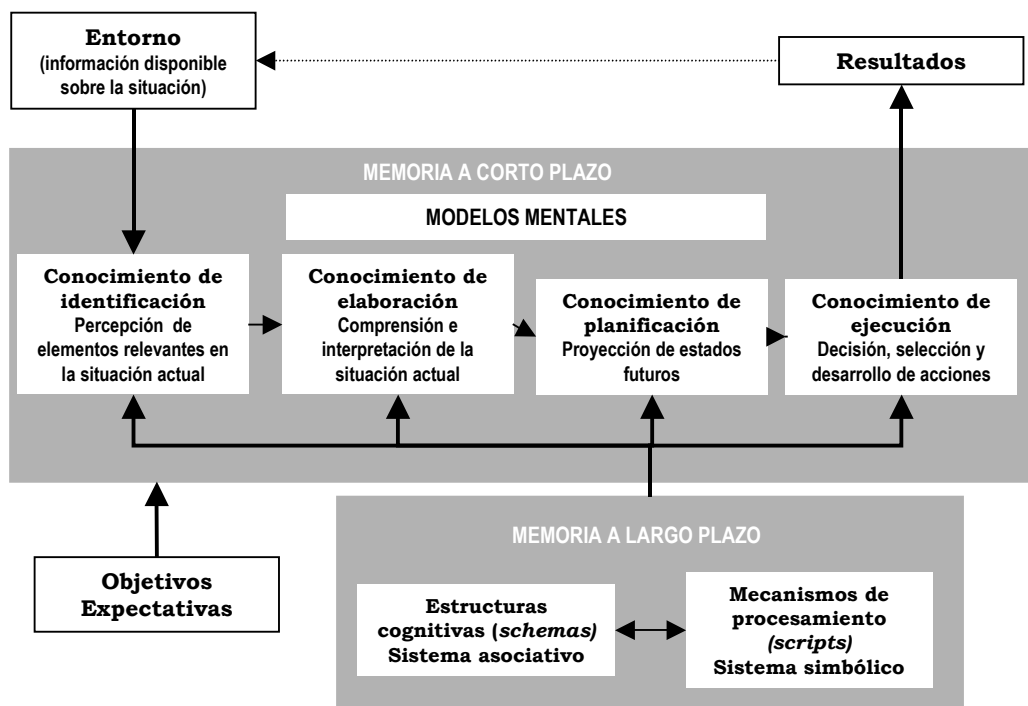 Entorno
(información disponible
sobre la situación)
Resultados
MEMORIA A CORTO PLAZO
MODELOS MENTALES
Conocimiento de
identificación
Percepción de
elementos relevantes en
la situación actual
Conocimiento de
elaboración
Comprensión e
interpretación de la
situación actual
Conocimiento de
planificación
Proyección de estados
futuros
Conocimiento de
ejecución
Decisión, selección y
desarrollo de acciones
Objetivos
Expectativas
MEMORIA A LARGO PLAZO
Estructuras
cognitivas (schemas)
Sistema asociativo
Mecanismos de
procesamiento
(scripts)
Sistema simbólico